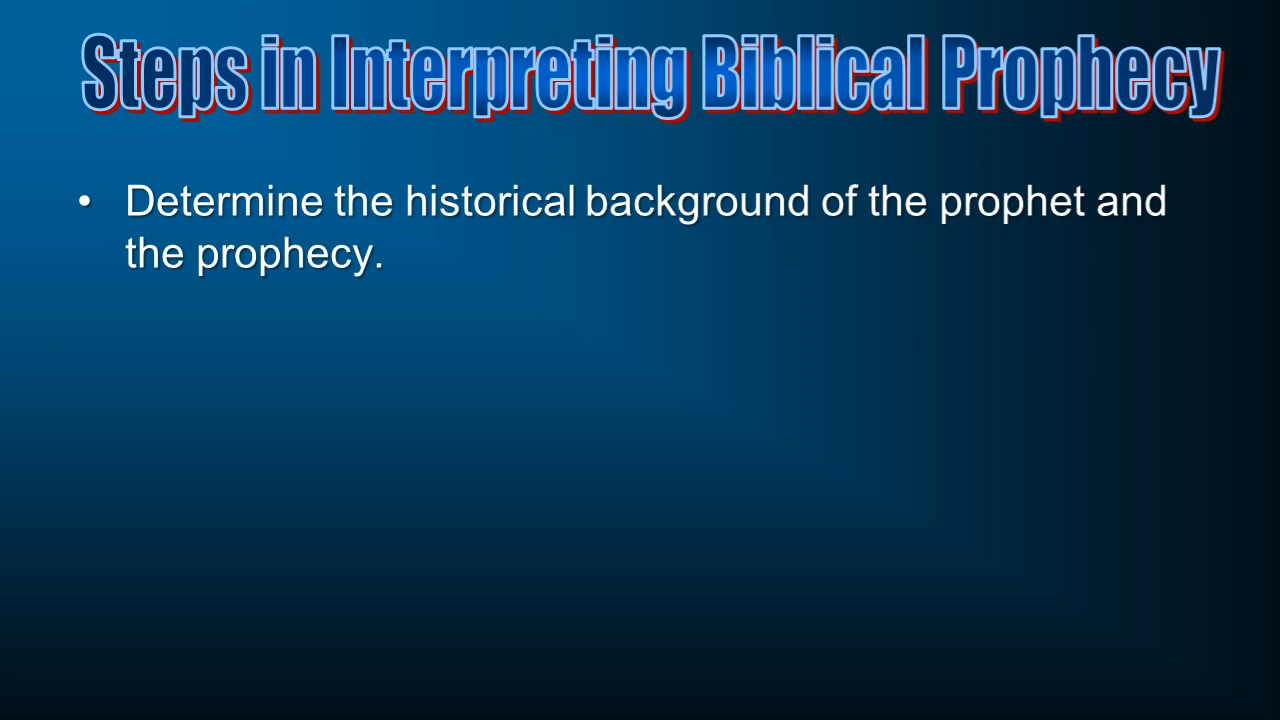 Steps in Interpreting Biblical Prophecy
• Determine the historical background of the prophet and
the prophecy.